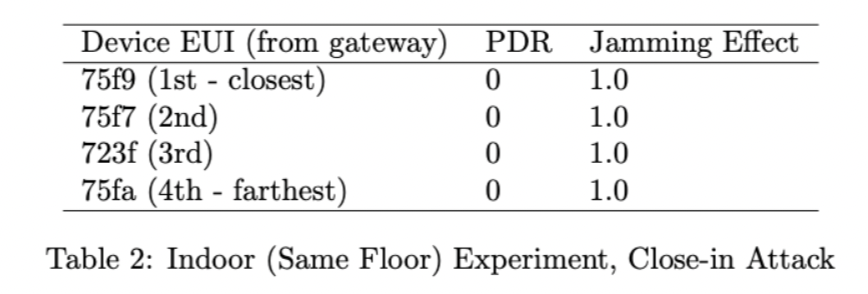 Device EUI (from gateway) PDR Jamming Effect
75f9 (1st - closest) 0 1.0
75f7 (2nd) 0 1.0
723f (3rd) 0 1.0
75fa (4th - farthest) 0 1.0
Table 2: Indoor (Same Floor) Experiment, Close-in Attack